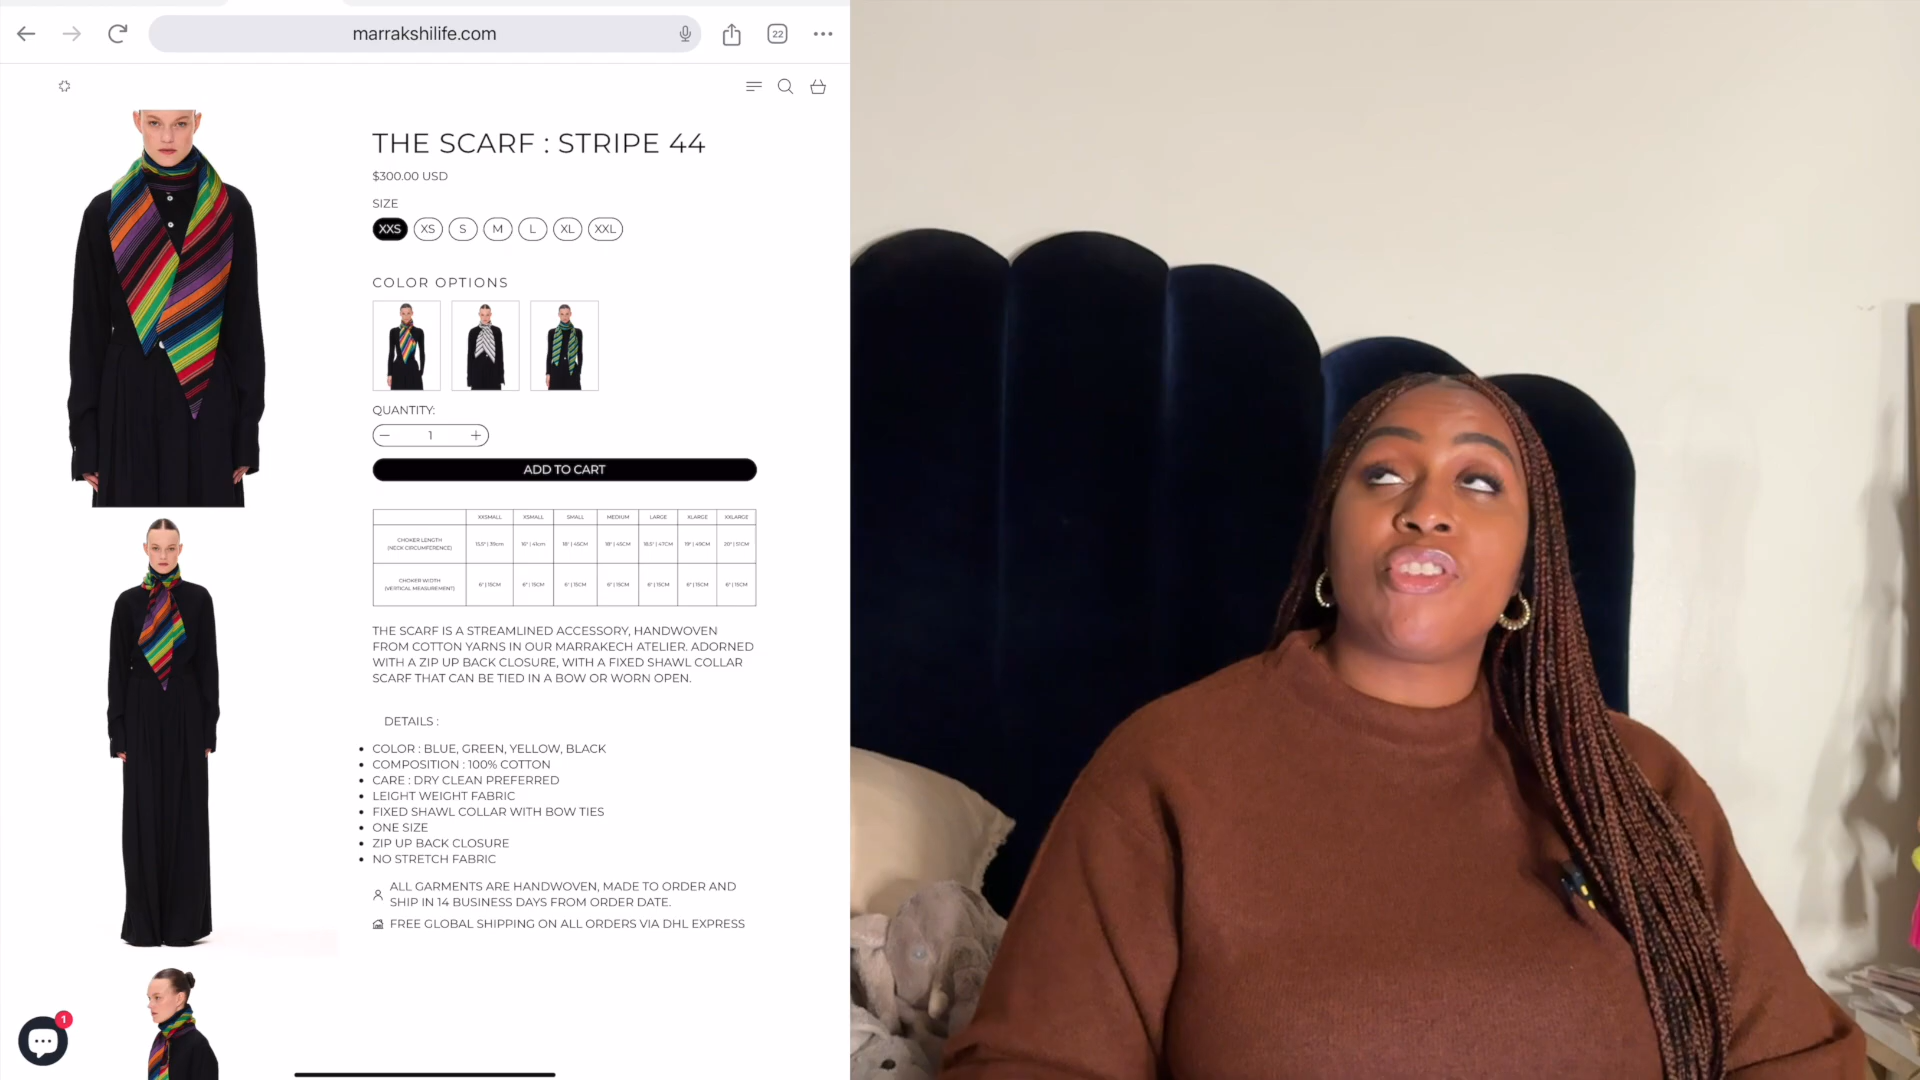 marrakshilife.com
22
THE SCARF : STRIPE 44
$300.00 USD
SIZE
XXS XS S M L XL XXL
COLOR OPTIONS
QUANTITY:
1
ADD TO CART
XXSMALL XSMALL SMALL MEDIUM LARGE XLARGE XXLARGE
CHOKER LENGTH
(NECK CIRCUMFERENCE)
15.5" | 39cm 16" | 41cm 18" | 45CM 18" | 45CM 18.5" | 47CM 19" | 49CM 20" | 51CM
CHOKER WIDTH
(VERTICAL MEASUREMENT)
6" | 15CM 6" | 15CM 6" | 15CM 6" | 15CM 6" | 15CM 6" | 15CM 6" | 15CM
THE SCARF IS A STREAMLINED ACCESSORY, HANDWOVEN
FROM COTTON YARNS IN OUR MARRAKECH ATELIER. ADORNED
WITH A ZIP UP BACK CLOSURE, WITH A FIXED SHAWL COLLAR
SCARF THAT CAN BE TIED IN A BOW OR WORN OPEN.
DETAILS :
COLOR : BLUE, GREEN, YELLOW, BLACK
COMPOSITION : 100% COTTON
CARE : DRY CLEAN PREFERRED
LEIGHT WEIGHT FABRIC
FIXED SHAWL COLLAR WITH BOW TIES
ONE SIZE
ZIP UP BACK CLOSURE
NO STRETCH FABRIC
ALL GARMENTS ARE HANDWOVEN, MADE TO ORDER AND
SHIP IN 14 BUSINESS DAYS FROM ORDER DATE.
FREE GLOBAL SHIPPING ON ALL ORDERS VIA DHL EXPRESS
1